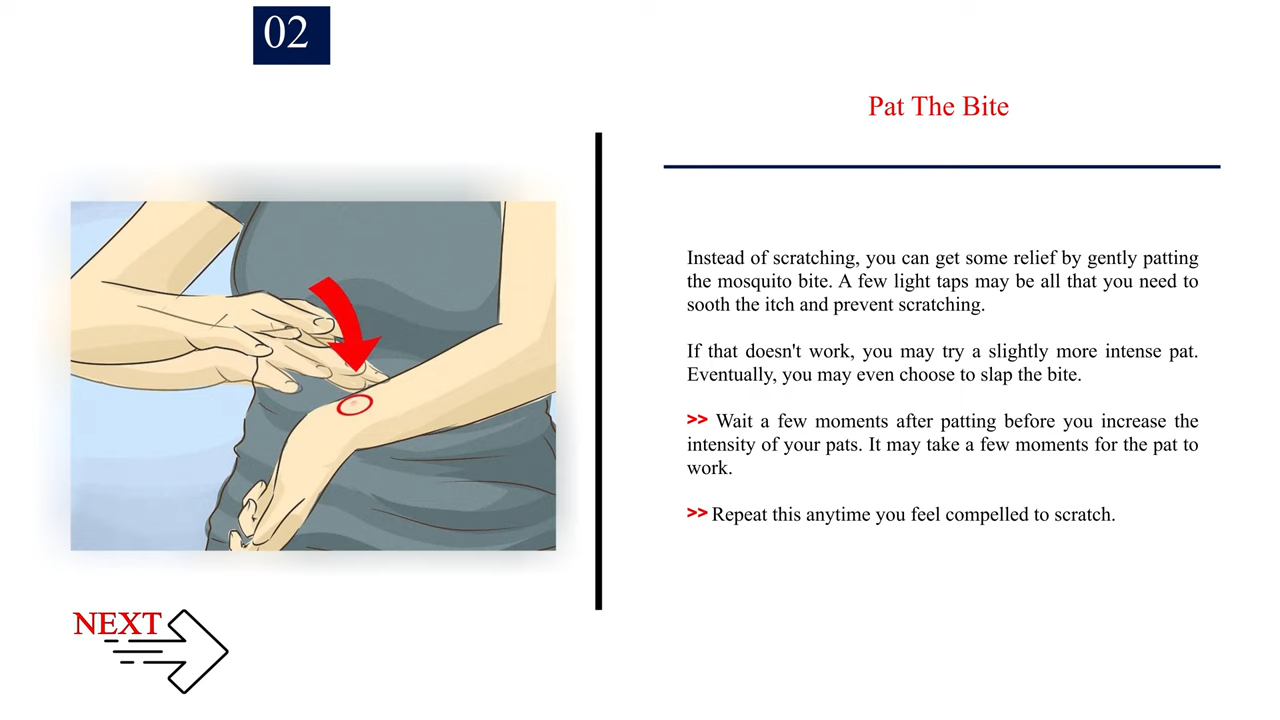 02
Pat The Bite
Instead of scratching, you can get some relief by gently patting
the mosquito bite. A few light taps may be all that you need to
sooth the itch and prevent scratching.
If that doesn't work, you may try a slightly more intense pat.
Eventually, you may even choose to slap the bite.
>> Wait a few moments after patting before you increase the
intensity of your pats. It may take a few moments for the pat to
work.
>> Repeat this anytime you feel compelled to scratch.
NEXT